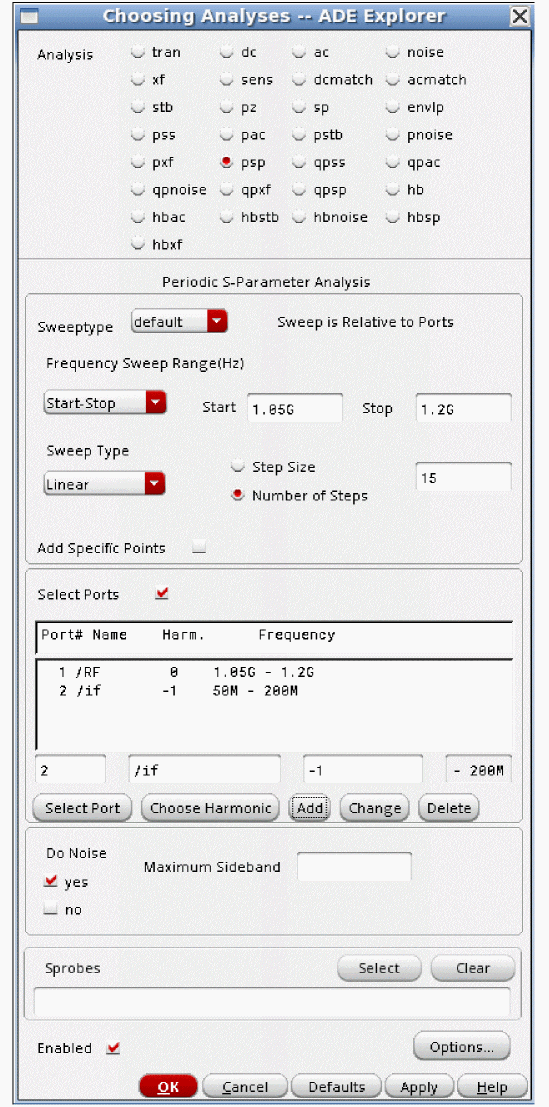 Choosing Analyses -- ADE Explorer
Analysis tran dc ac noise
xf sens dcmatch acmatch
stb pz sp envlp
pss pac pstb pnoise
pxf psp qpss qpac
qpnoise qpxf qpsp hb
hbac hbstb hbnoise hbsp
hbxf
Periodic S-Parameter Analysis
Sweeptype default Sweep is Relative to Ports
Frequency Sweep Range(Hz)
Start-Stop Start 1.05G Stop 1.2G
Sweep Type
Step Size
Linear 15
Number of Steps
Add Specific Points
Select Ports
Port# Name Harm. Frequency
1 /RF 0 1.05G - 1.2G
2 /if -1 50M - 200M
2 /if -1 - 200M
Select Port Choose Harmonic Add Change Delete
Do Noise
Maximum Sideband
yes
no
Sprobes Select Clear
Enabled Options...
OK Cancel Defaults Apply Help